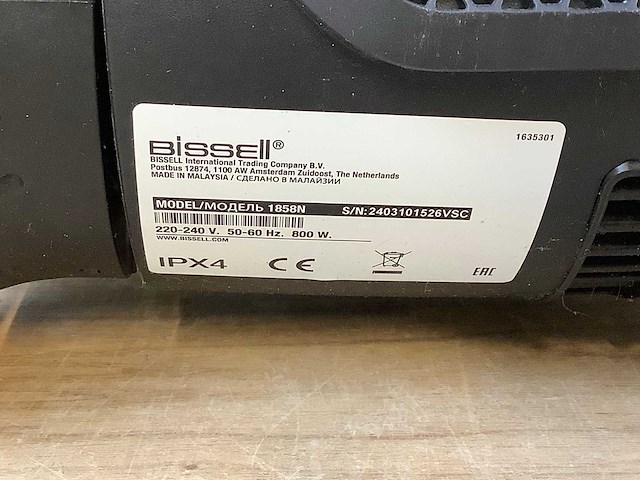 1635301
BISSELL®
BISSELL International Trading Company B.V.
Postbus 12874, 1100 AW Amsterdam Zuidoost, The Netherlands
MADE IN MALAYSIA / СДЕЛАНО В МАЛАЙЗИИ
MODEL/МОДЕЛЬ 1858N S/N:2403101526VSC
220-240 V. 50-60 Hz. 800 W.
WWW.BISSELL.COM
IPX4 CE EAC